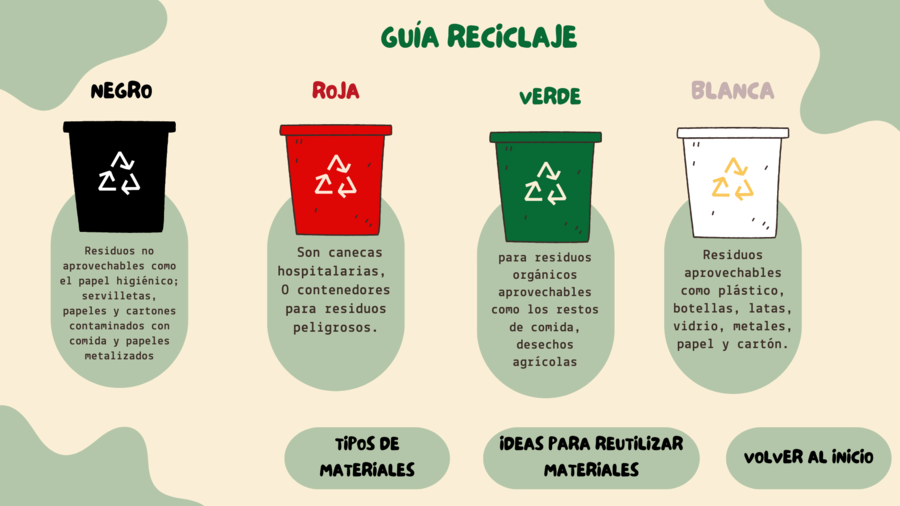 GUÍA RECICLAJE
NEGRO
Residuos no
aprovechables como
el papel higiénico;
servilletas,
papeles y cartones
contaminados con
comida y papeles
metalizados
ROJA
Son canecas
hospitalarias,
O contenedores
para residuos
peligrosos.
VERDE
para residuos
orgánicos
aprovechables
como los restos
de comida,
desechos
agrícolas
BLANCA
Residuos
aprovechables
como plástico,
botellas, latas,
vidrio, metales,
papel y cartón.
TIPOS DE
MATERIALES
IDEAS PARA REUTILIZAR
MATERIALES
VOLVER AL INICIO